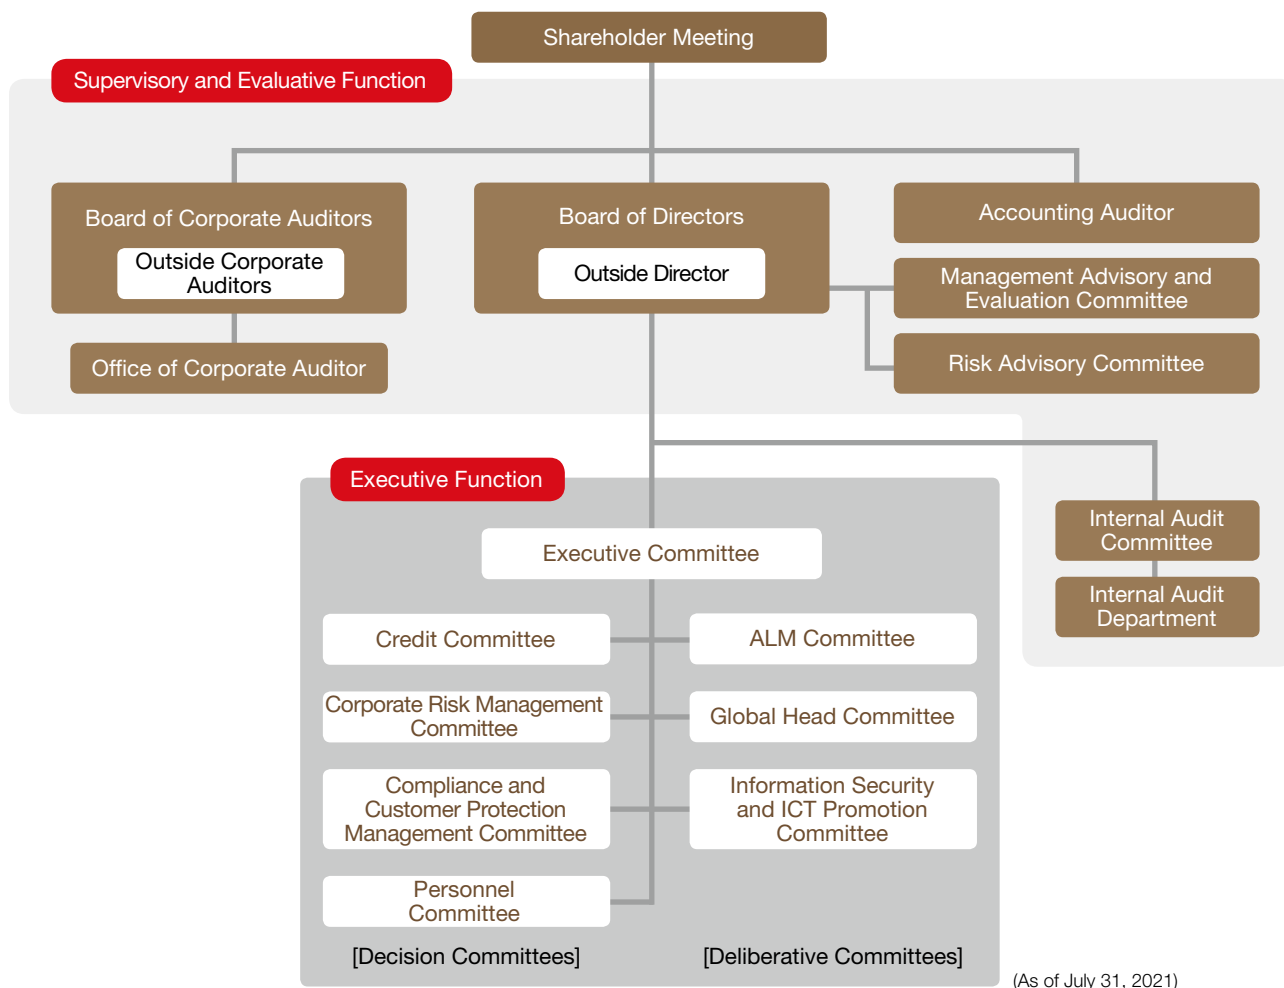 Shareholder Meeting
Supervisory and Evaluative Function
Board of Corporate Auditors
Outside Corporate
Auditors
Office of Corporate Auditor
Board of Directors
Outside Director
Accounting Auditor
Management Advisory and
Evaluation Committee
Risk Advisory Committee
Internal Audit
Committee
Internal Audit
Department
Executive Function
Executive Committee
Credit Committee
Corporate Risk Management
Committee
Compliance and
Customer Protection
Management Committee
Personnel
Committee
[Decision Committees]
ALM Committee
Global Head Committee
Information Security
and ICT Promotion
Committee
[Deliberative Committees]
(As of July 31, 2021)